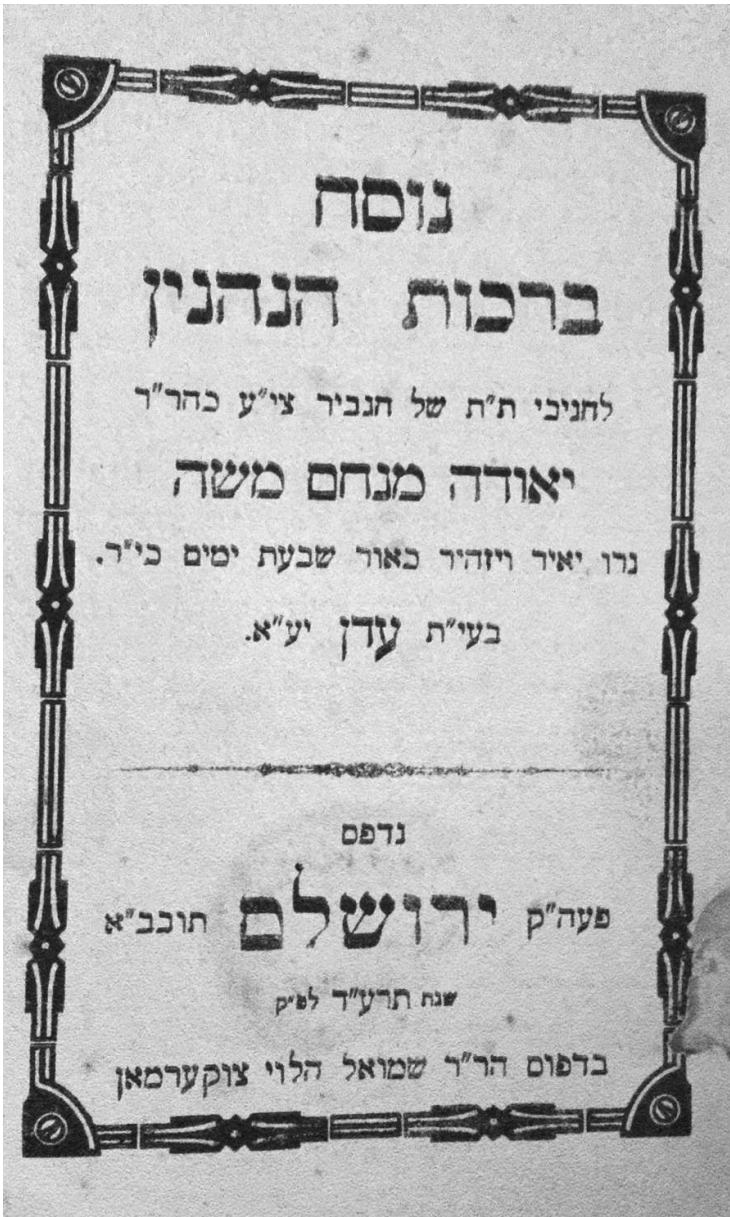 נוסח
ברכות הנהנין
לחניכי ת״ת של הגביר צי״ע כהר״ר
יאודה מנחם משה
נרו יאיר ויזהיר כאור שבעת ימים כי״ר.
בעי״ת עדן יע״א.
נדפס
פעה״ק ירושלם תובב״א
שנת תרע״ד לפ״ק
בדפוס הר״ר שמואל הלוי צוקערמאן